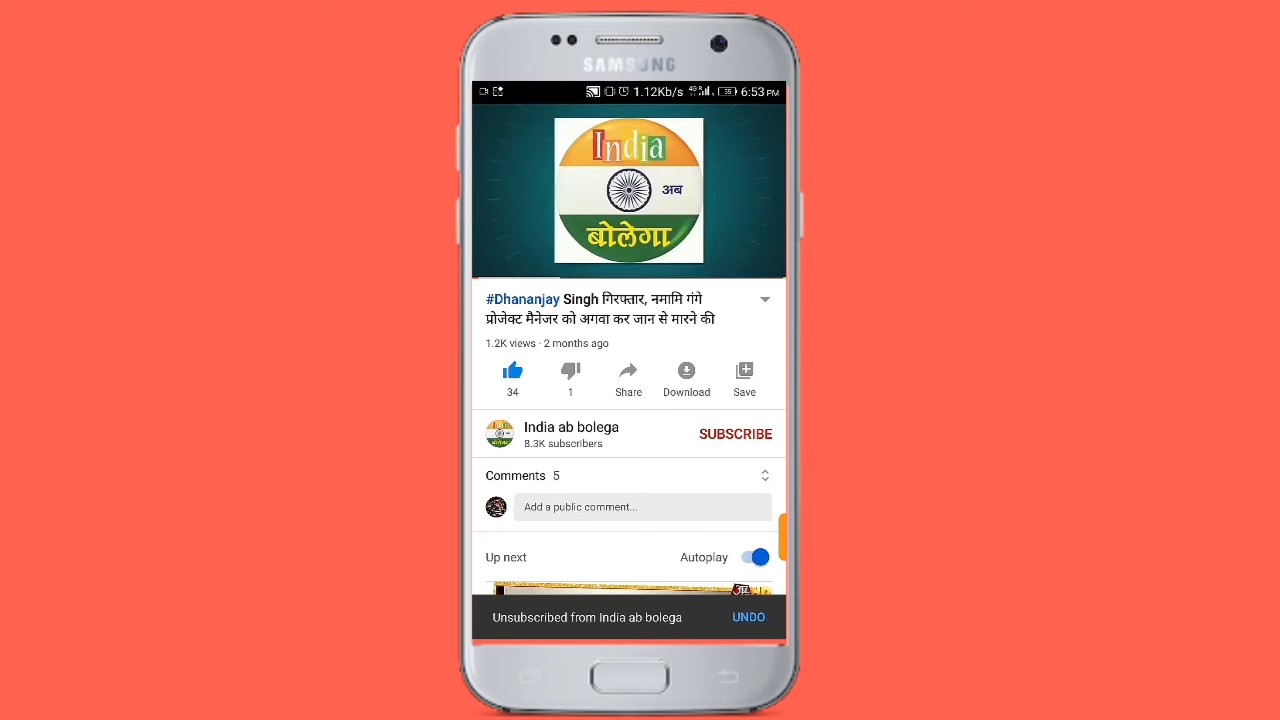 SAMSUNG
1.12Kb/s 4G R 35 6:53 PM
India
अब
बोलेगा
#Dhananjay Singh गिरफ्तार, नमामि गंगे
प्रोजेक्ट मैनेजर को अगवा कर जान से मारने की
1.2K views · 2 months ago
34 1 Share Download Save
India ab bolega
8.3K subscribers
SUBSCRIBE
Comments 5
Add a public comment...
Up next Autoplay
Unsubscribed from India ab bolega UNDO